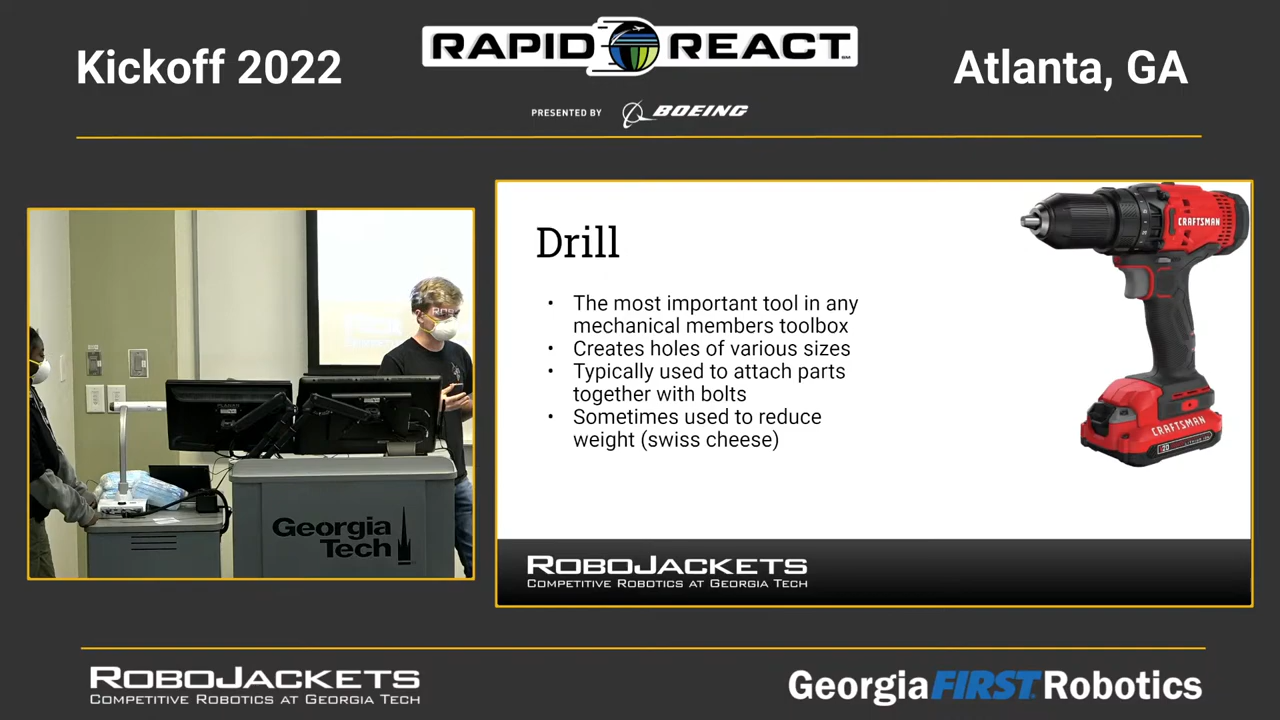 Kickoff 2022
RAPID REACT
SM
PRESENTED BY BOEING
Atlanta, GA
Georgia
Tech
Drill
• The most important tool in any
mechanical members toolbox
• Creates holes of various sizes
• Typically used to attach parts
together with bolts
• Sometimes used to reduce
weight (swiss cheese)
CRAFTSMAN
CRAFTSMAN
ROBOJACKETS
COMPETITIVE ROBOTICS AT GEORGIA TECH
ROBOJACKETS
COMPETITIVE ROBOTICS AT GEORGIA TECH
Georgia FIRST Robotics